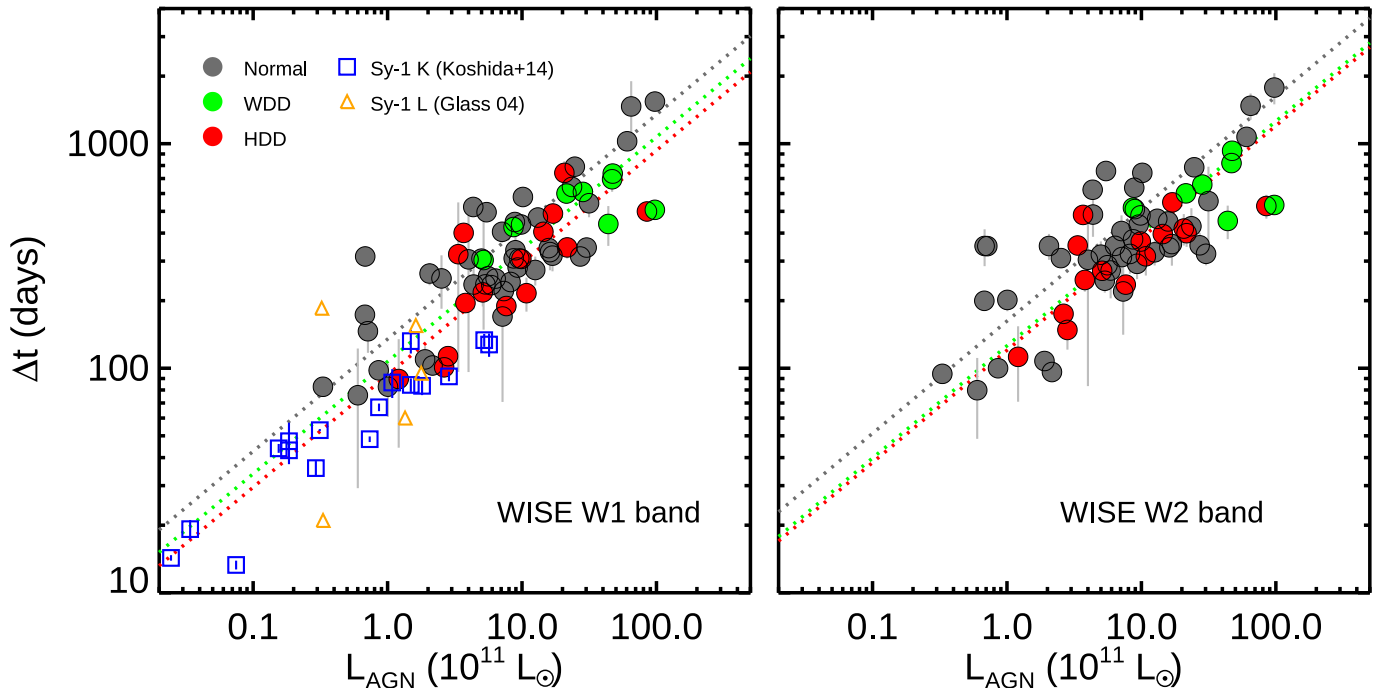 Normal
WDD
HDD
Sy-1 K (Koshida+14)
Sy-1 L (Glass 04)
Δt (days)
1000
100
10
WISE W1 band
WISE W2 band
0.1 1.0 10.0 100.0
0.1 1.0 10.0 100.0
L_AGN (10^11 L_☉)
L_AGN (10^11 L_☉)